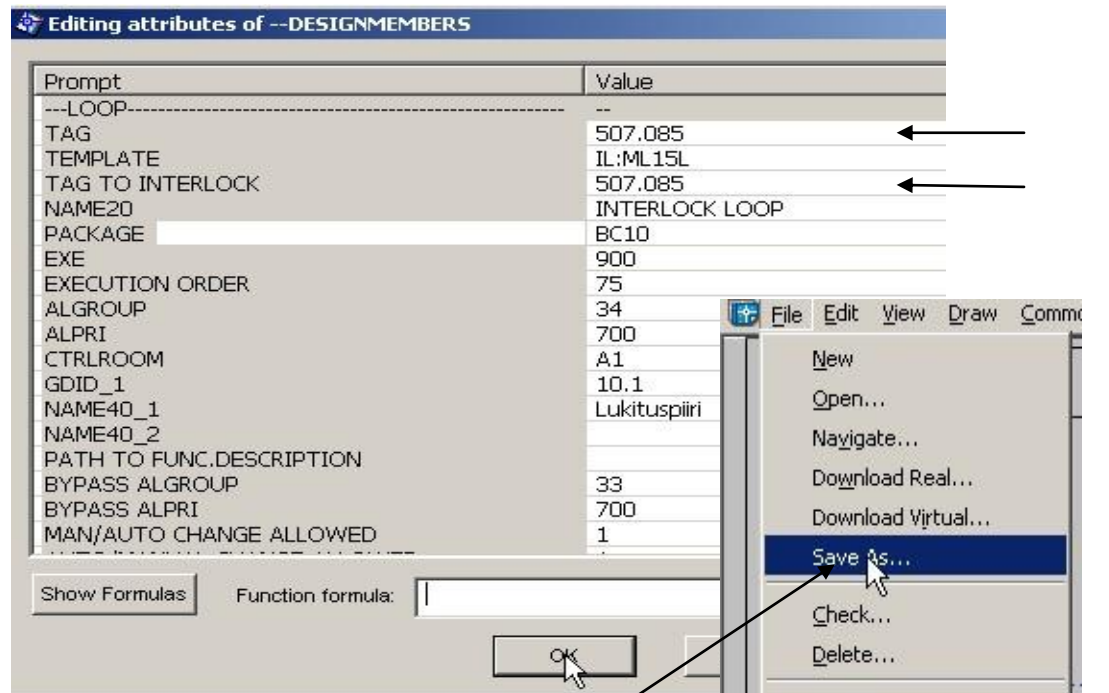 Editing attributes of --DESIGNMEMBERS
Prompt Value
---LOOP--------------------------------------------------------- --
TAG 507.085
TEMPLATE IL:ML15L
TAG TO INTERLOCK 507.085
NAME20 INTERLOCK LOOP
PACKAGE BC10
EXE 900
EXECUTION ORDER 75
ALGROUP 34
ALPRI 700
CTRLROOM A1
GDID_1 10.1
NAME40_1 Lukituspiiri
NAME40_2
PATH TO FUNC.DESCRIPTION
BYPASS ALGROUP 33
BYPASS ALPRI 700
MAN/AUTO CHANGE ALLOWED 1
Show Formulas Function formula:
OK
File Edit View Draw Commo
New
Open...
Navigate...
Download Real...
Download Virtual...
Save As...
Check...
Delete...